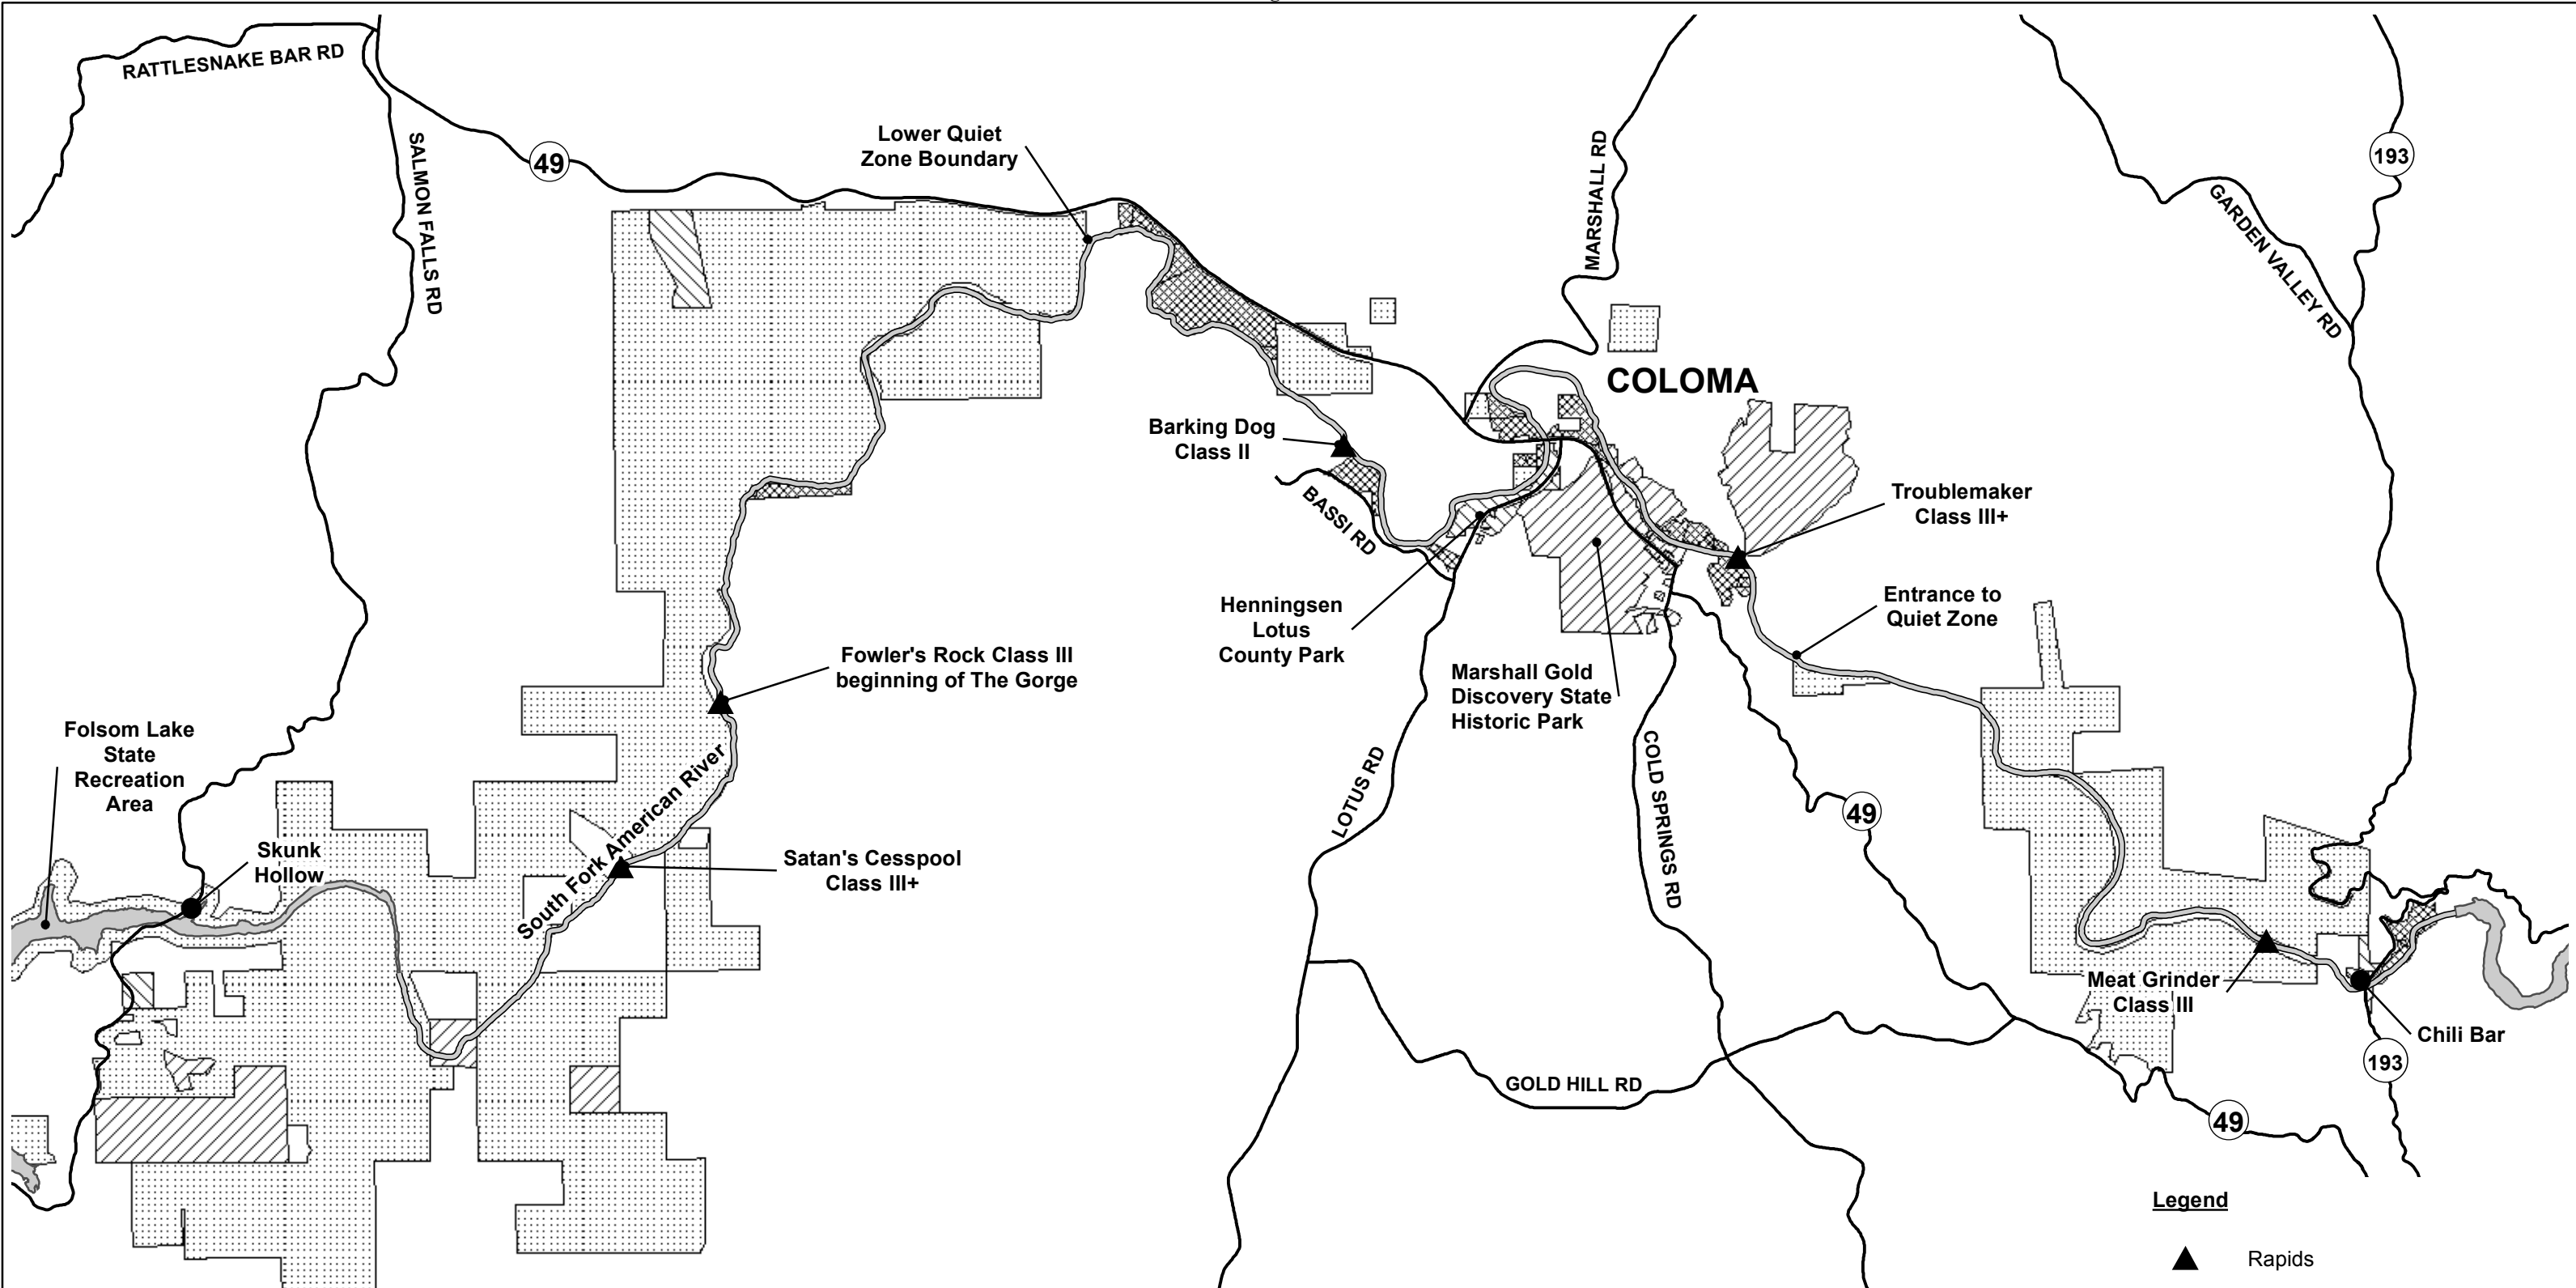 RATTLESNAKE BAR RD
SALMON FALLS RD
49
Lower Quiet
Zone Boundary
MARSHALL RD
193
GARDEN VALLEY RD
COLOMA
Barking Dog
Class II
BASSI RD
Troublemaker
Class III+
Henningsen
Lotus
County Park
Entrance to
Quiet Zone
Fowler's Rock Class III
beginning of The Gorge
Marshall Gold
Discovery State
Historic Park
Folsom Lake
State
Recreation
Area
South Fork American River
LOTUS RD
COLD SPRINGS RD
49
Skunk
Hollow
Satan's Cesspool
Class III+
Meat Grinder
Class III
Chili Bar
193
GOLD HILL RD
49
Legend
Rapids